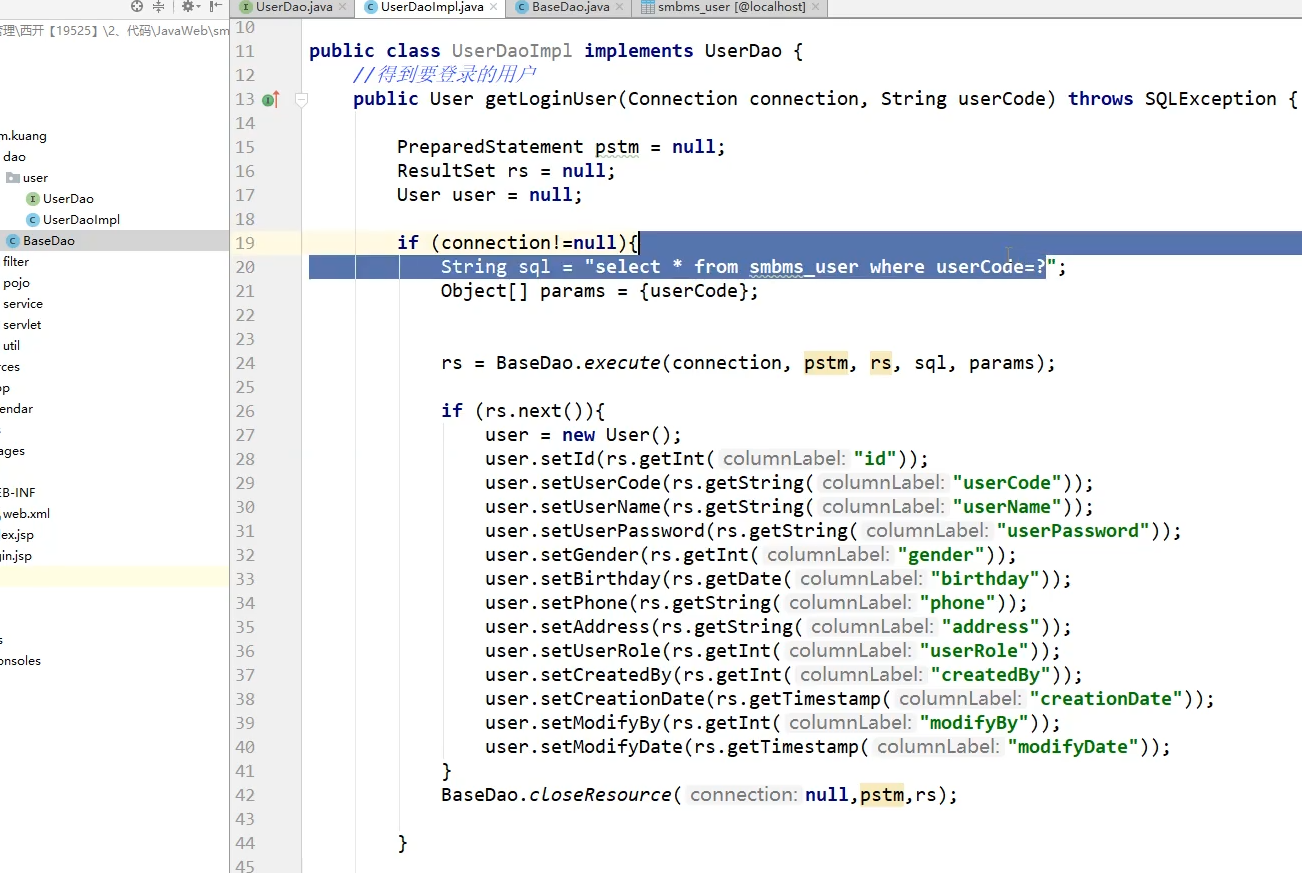 UserDao.java
UserDaoImpl.java
BaseDao.java
smbms_user [@localhost]
管理\西开【19525】\2、代码\JavaWeb\sm
m.kuang
dao
user
UserDao
UserDaoImpl
BaseDao
filter
pojo
service
servlet
util
rces
op
endar
ages
EB-INF
web.xml
ex.jsp
gin.jsp
s
onsoles
10
11 public class UserDaoImpl implements UserDao {
12 //得到要登录的用户
13 public User getLoginUser(Connection connection, String userCode) throws SQLException {
14
15 PreparedStatement pstm = null;
16 ResultSet rs = null;
17 User user = null;
18
19 if (connection!=null){
20 String sql = "select * from smbms_user where userCode=?";
21 Object[] params = {userCode};
22
23
24 rs = BaseDao.execute(connection, pstm, rs, sql, params);
25
26 if (rs.next()){
27 user = new User();
28 user.setId(rs.getInt( columnLabel: "id"));
29 user.setUserCode(rs.getString( columnLabel: "userCode"));
30 user.setUserName(rs.getString( columnLabel: "userName"));
31 user.setUserPassword(rs.getString( columnLabel: "userPassword"));
32 user.setGender(rs.getInt( columnLabel: "gender"));
33 user.setBirthday(rs.getDate( columnLabel: "birthday"));
34 user.setPhone(rs.getString( columnLabel: "phone"));
35 user.setAddress(rs.getString( columnLabel: "address"));
36 user.setUserRole(rs.getInt( columnLabel: "userRole"));
37 user.setCreatedBy(rs.getInt( columnLabel: "createdBy"));
38 user.setCreationDate(rs.getTimestamp( columnLabel: "creationDate"));
39 user.setModifyBy(rs.getInt( columnLabel: "modifyBy"));
40 user.setModifyDate(rs.getTimestamp( columnLabel: "modifyDate"));
41 }
42 BaseDao.closeResource( connection: null,pstm,rs);
43
44 }
45